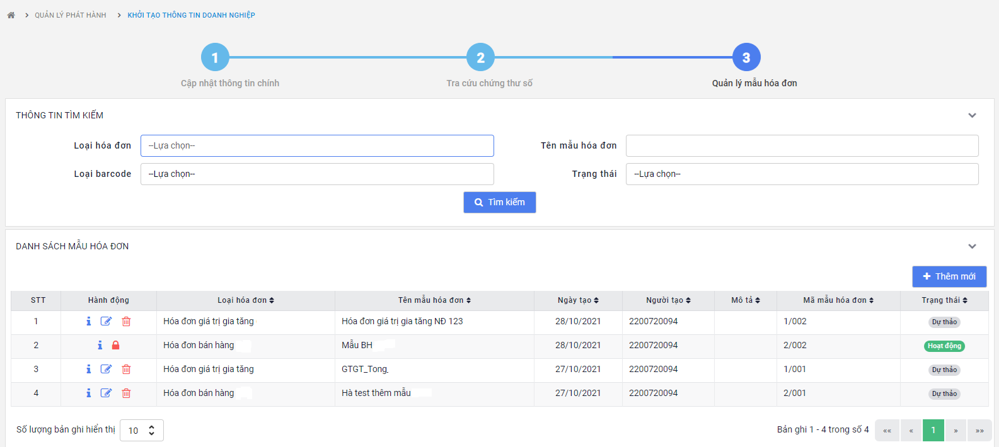 QUẢN LÝ PHÁT HÀNH KHỞI TẠO THÔNG TIN DOANH NGHIỆP
1 2 3
Cập nhật thông tin chính Tra cứu chứng thư số Quản lý mẫu hóa đơn
THÔNG TIN TÌM KIẾM
Loại hóa đơn --Lựa chọn-- Tên mẫu hóa đơn
Loại barcode --Lựa chọn-- Trạng thái --Lựa chọn--
Tìm kiếm
DANH SÁCH MẪU HÓA ĐƠN
Thêm mới
STT Hành động Loại hóa đơn Tên mẫu hóa đơn Ngày tạo Người tạo Mô tả Mã mẫu hóa đơn Trạng thái
1 Hóa đơn giá trị gia tăng Hóa đơn giá trị gia tăng NĐ 123 28/10/2021 2200720094 1/002 Dự thảo
2 Hóa đơn bán hàng Mẫu BH 28/10/2021 2200720094 2/002 Hoạt động
3 Hóa đơn giá trị gia tăng GTGT_Tong_ 27/10/2021 2200720094 1/001 Dự thảo
4 Hóa đơn bán hàng Hà test thêm mẫu 27/10/2021 2200720094 2/001 Dự thảo
Số lượng bản ghi hiển thị 10 Bản ghi 1 - 4 trong số 4 «« « 1 » »»